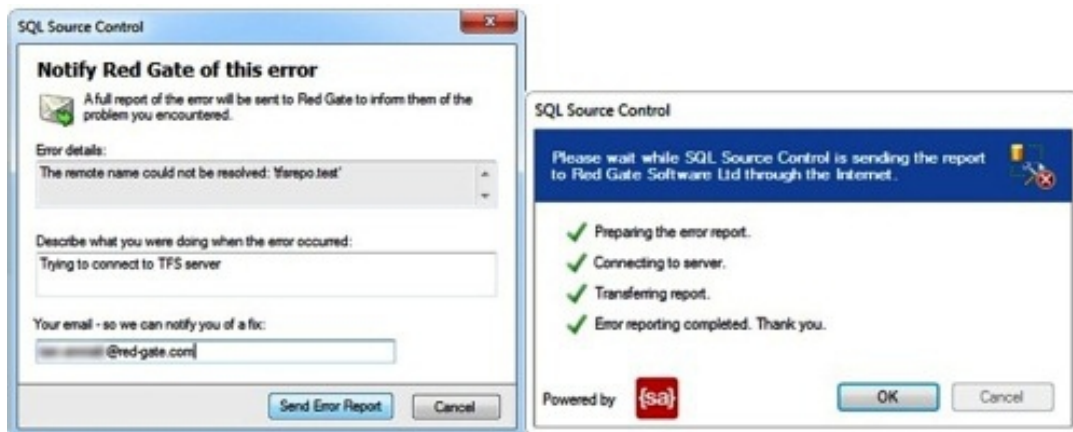 SQL Source Control
Notify Red Gate of this error
A full report of the error will be sent to Red Gate to inform them of the
problem you encountered.
Error details:
The remote name could not be resolved: 'tfsrepo.test'
Describe what you were doing when the error occurred:
Trying to connect to TFS server
Your email - so we can notify you of a fix:
@red-gate.com
Send Error Report
Cancel
SQL Source Control
Please wait while SQL Source Control is sending the report
to Red Gate Software Ltd through the Internet.
Preparing the error report.
Connecting to server.
Transferring report.
Error reporting completed. Thank you.
Powered by
{sa}
OK
Cancel